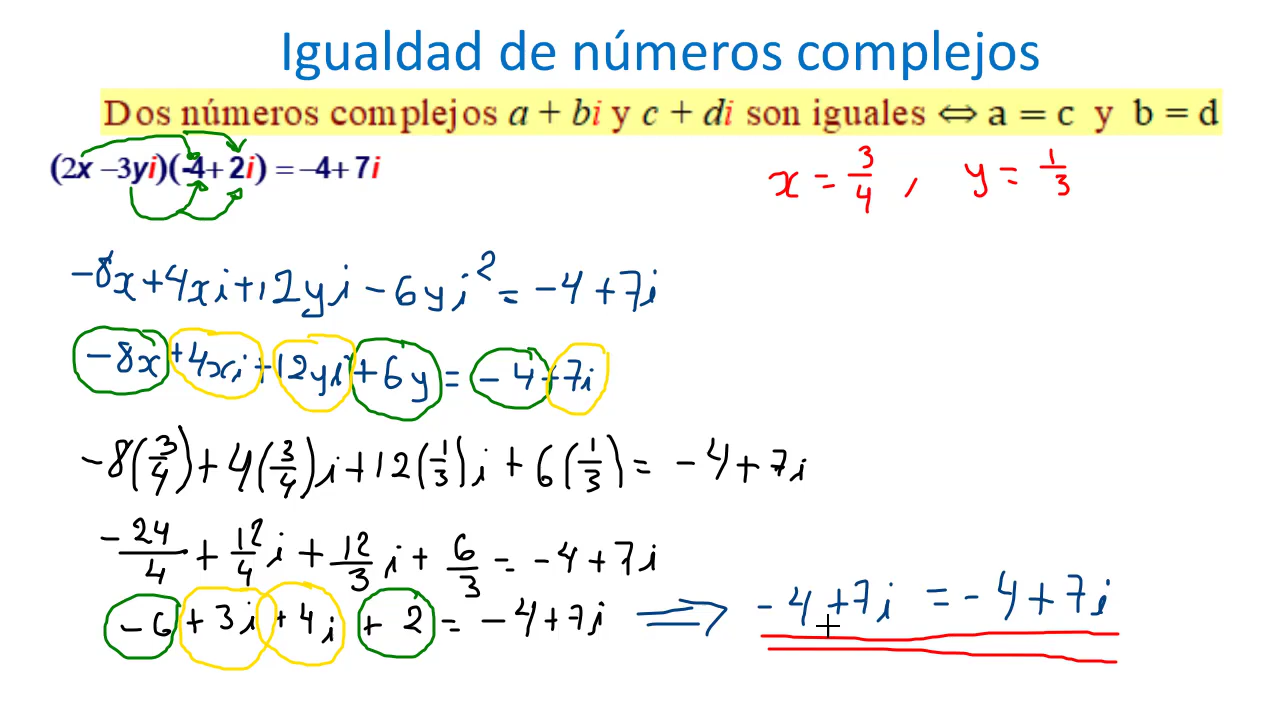 Igualdad de números complejos
Dos números complejos a + bi y c + di son iguales ⇔ a = c y b = d
(2x −3yi)(-4+ 2i) = −4+ 7i
x = 3/4 , y = 1/3
-8x+4xi+12yi - 6yi² = -4 +7i
-8x +4xi +12yi +6y = -4 +7i
-8(3/4) + 4(3/4)i + 12(1/3)i + 6(1/3) = -4 + 7i
-24/4 + 12/4 i + 12/3 i + 6/3 = -4 + 7i
-6 + 3i + 4i + 2 = -4 + 7i ⟹ -4 + 7i = -4 + 7i